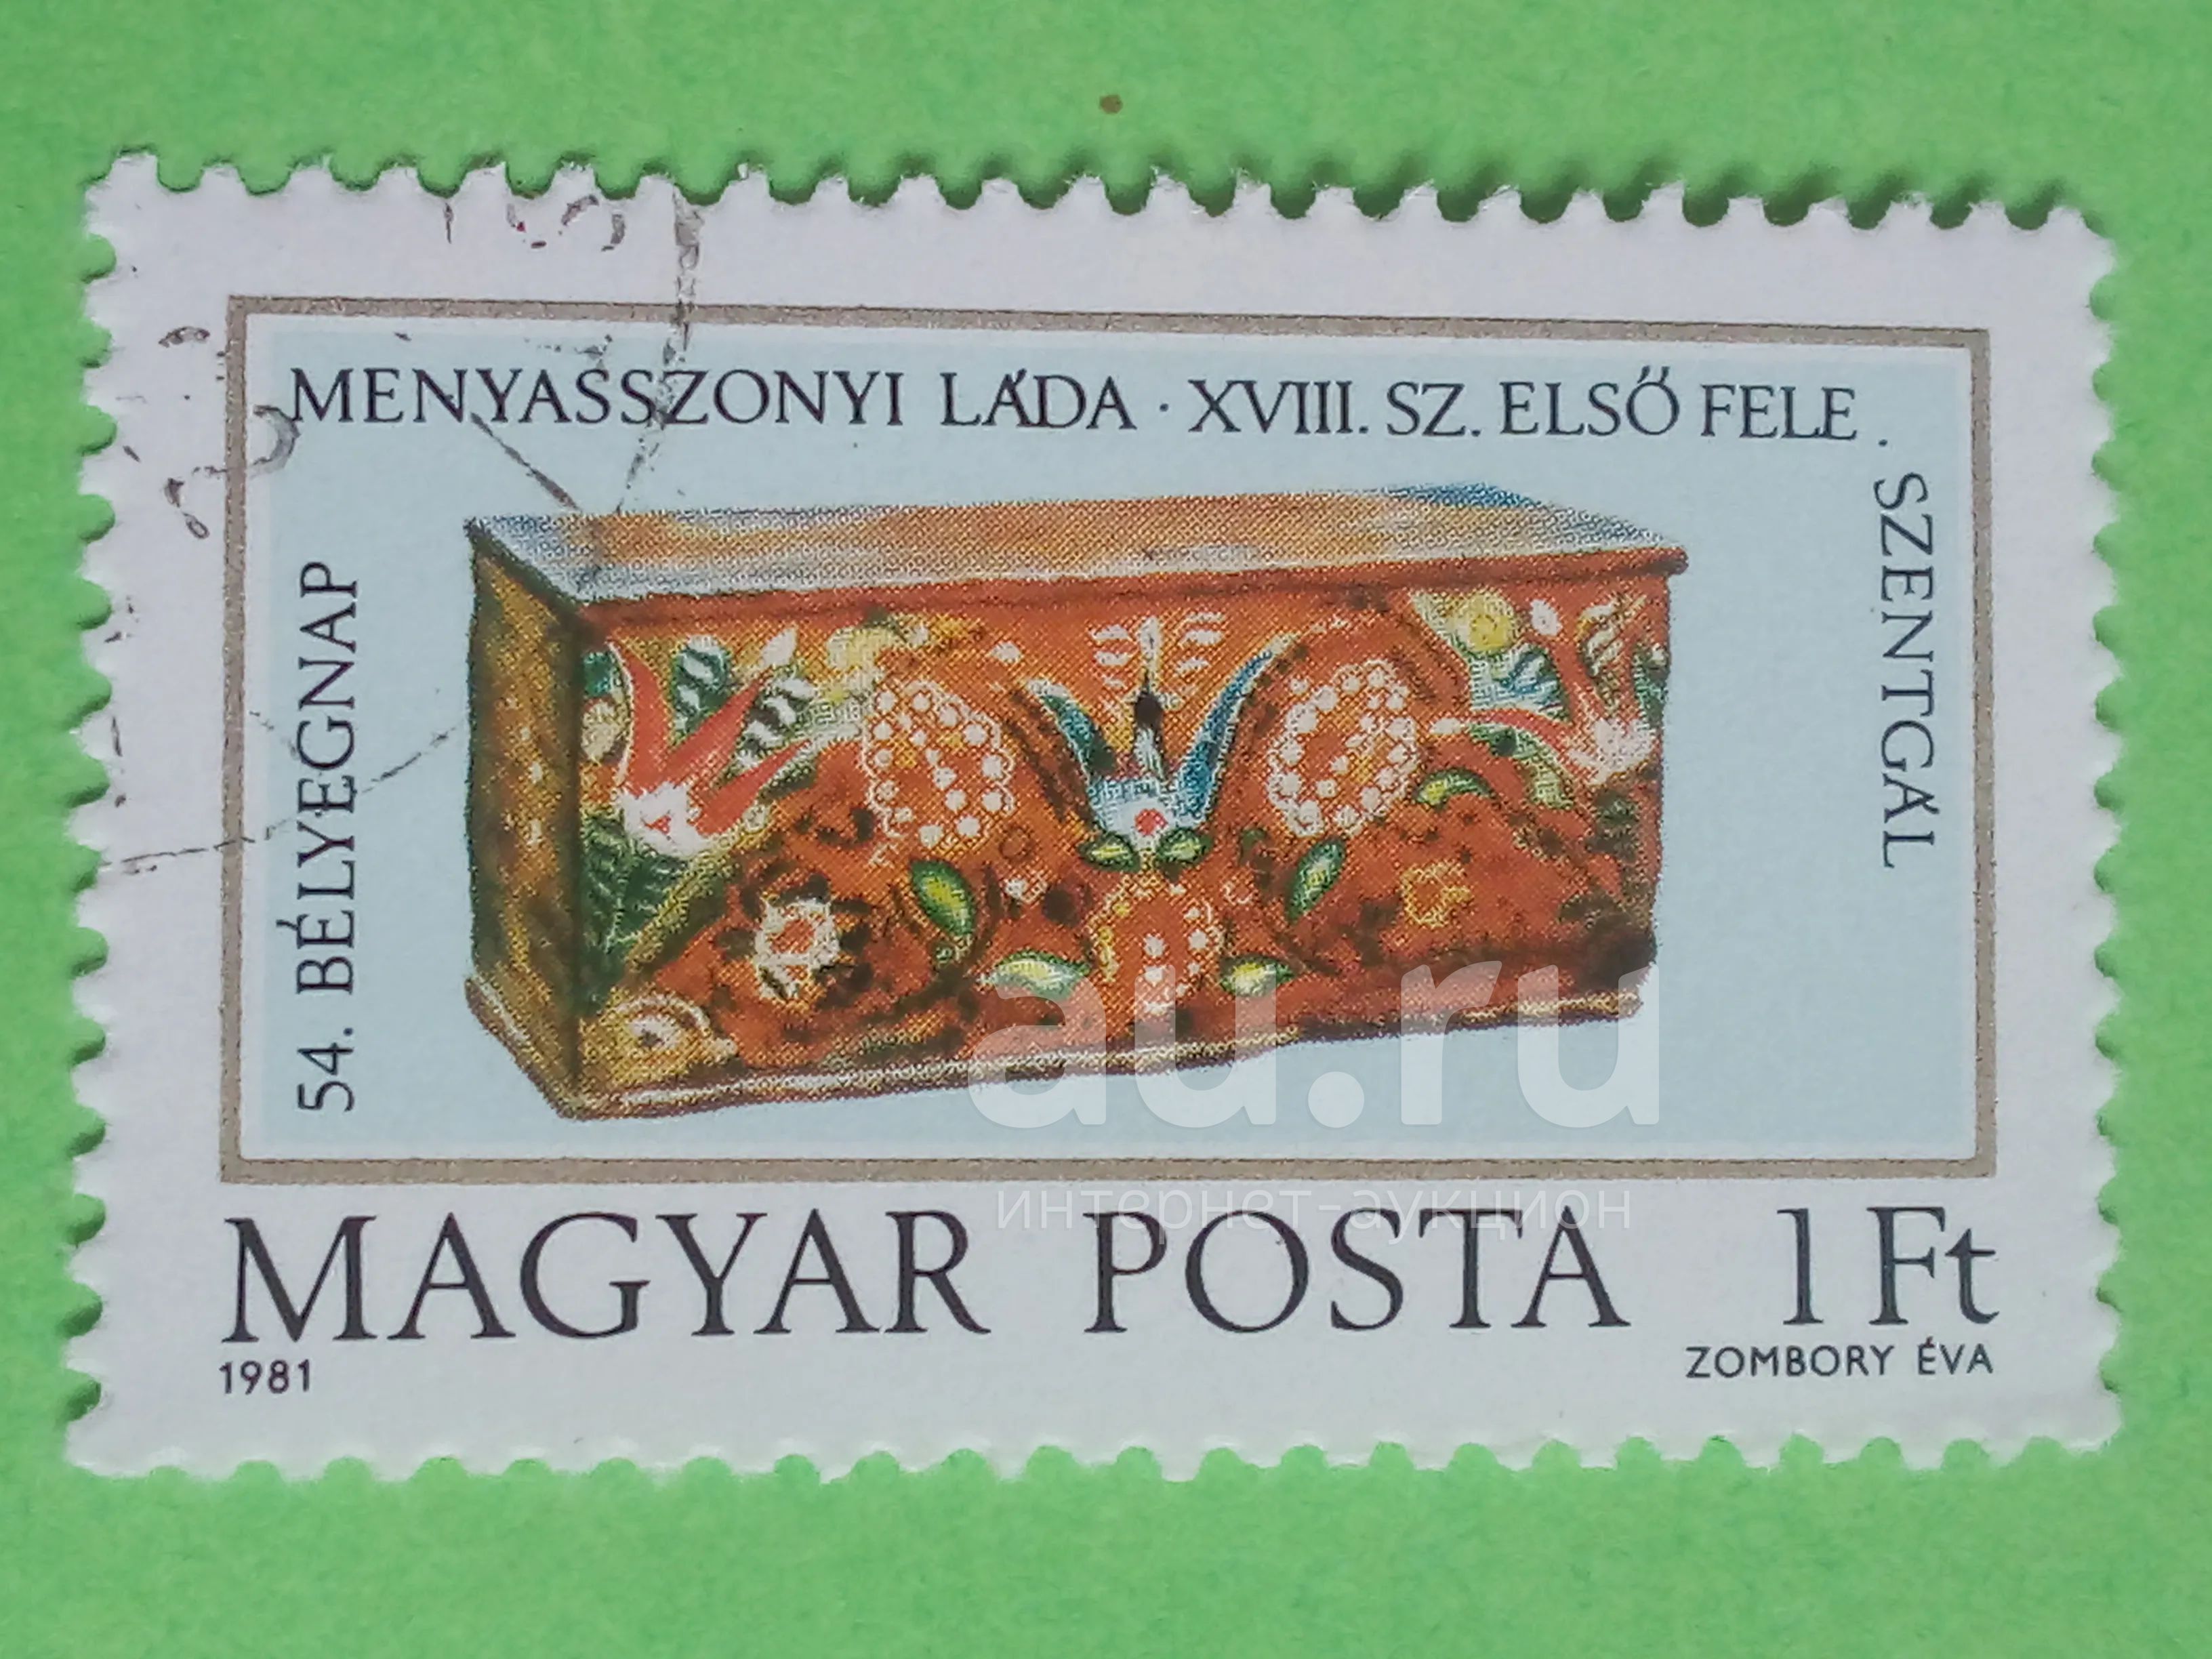 MENYASSZONYI LÁDA · XVIII. SZ. ELSŐ FELE .
SZENTGÁL
54. BÉLYEGNAP
au.ru
интернет-аукцион
MAGYAR POSTA 1 Ft
1981
ZOMBORY ÉVA